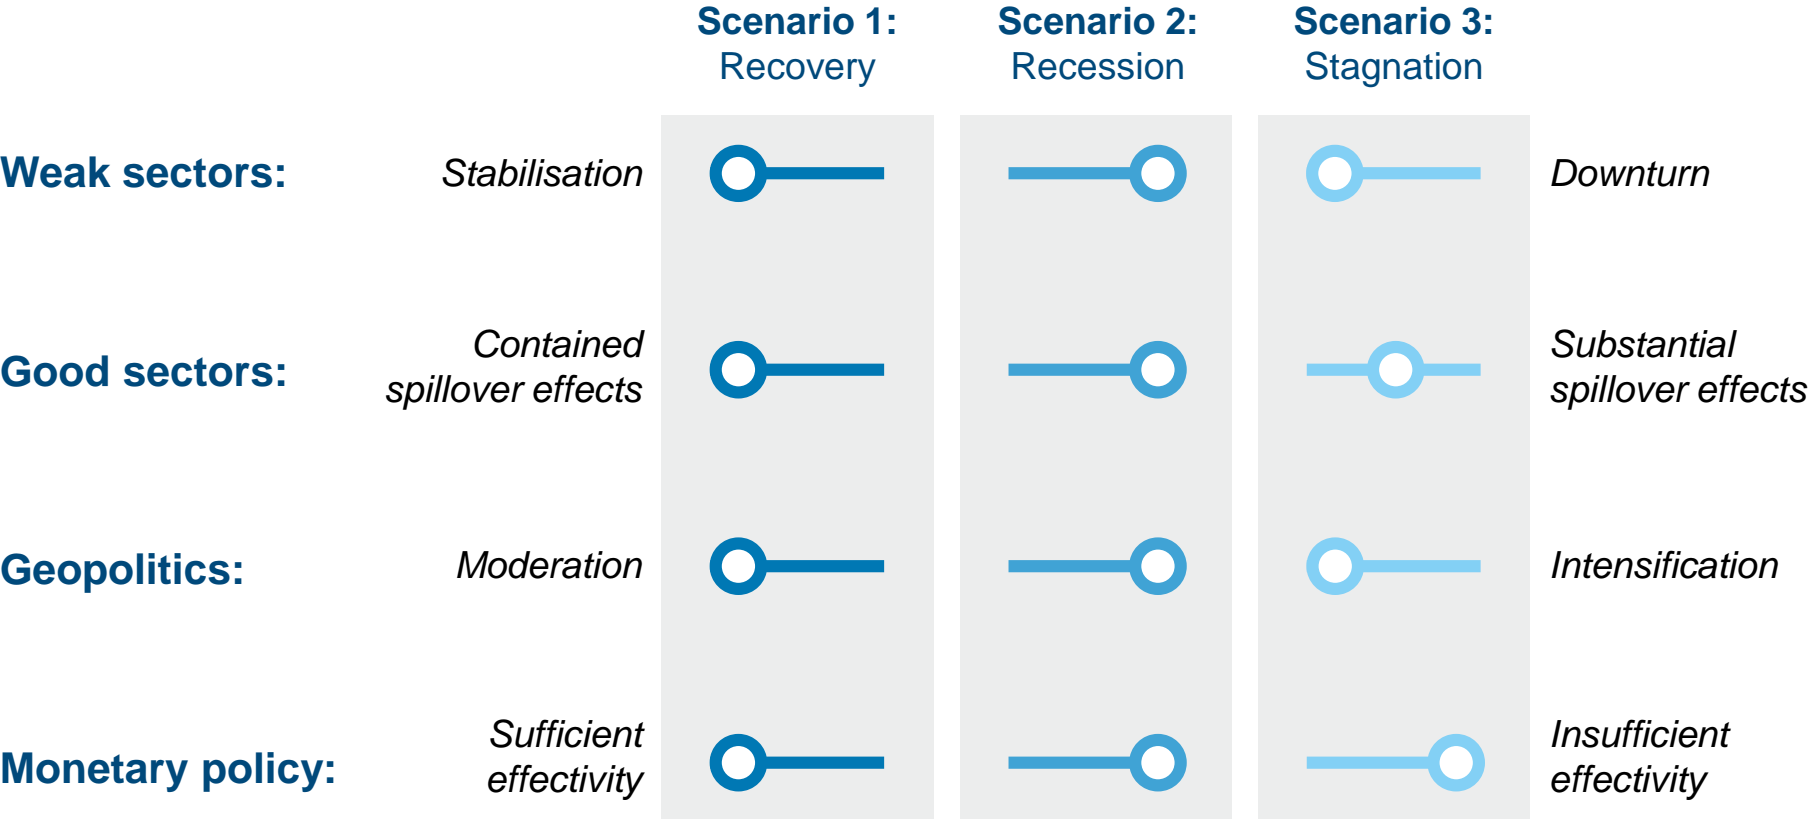 Scenario 1:
Recovery
Scenario 2:
Recession
Scenario 3:
Stagnation
Weak sectors:
Stabilisation
Downturn
Good sectors:
Contained
spillover effects
Substantial
spillover effects
Geopolitics:
Moderation
Intensification
Monetary policy:
Sufficient
effectivity
Insufficient
effectivity